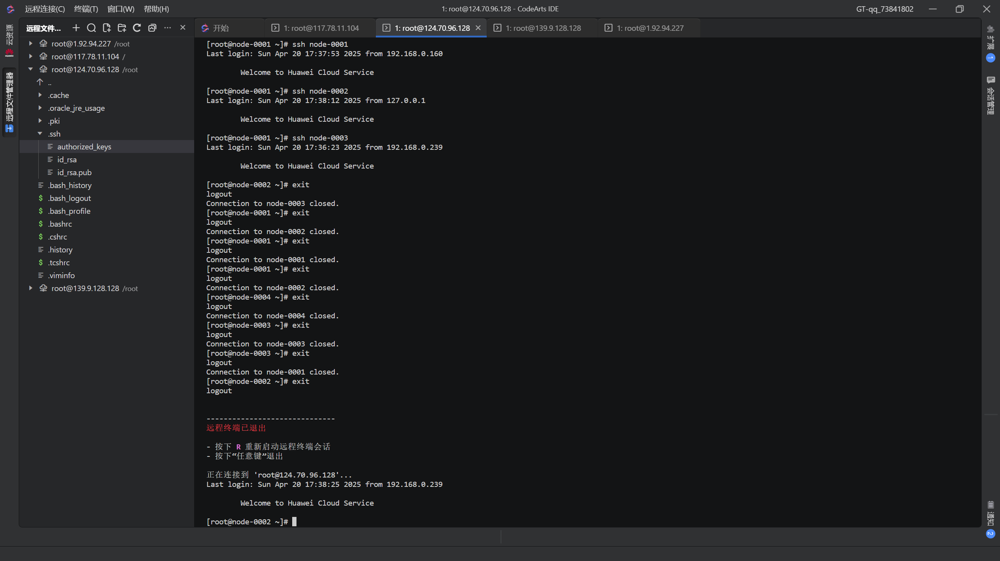 远程连接(C) 终端(T) 窗口(W) 帮助(H)
1: root@124.70.96.128 - CodeArts IDE
GT-qq_73841802
云资源
HUAWEI
远程文件管理器
远程文件...
root@1.92.94.227 /root
root@117.78.11.104 /
root@124.70.96.128 /root
..
.cache
.oracle_jre_usage
.pki
.ssh
authorized_keys
id_rsa
id_rsa.pub
.bash_history
$ .bash_logout
$ .bash_profile
$ .bashrc
$ .cshrc
.history
$ .tcshrc
.viminfo
root@139.9.128.128 /root
开始
1: root@117.78.11.104
1: root@124.70.96.128
1: root@139.9.128.128
1: root@1.92.94.227
[root@node-0001 ~]# ssh node-0001
Last login: Sun Apr 20 17:37:53 2025 from 192.168.0.160
Welcome to Huawei Cloud Service
[root@node-0001 ~]# ssh node-0002
Last login: Sun Apr 20 17:38:12 2025 from 127.0.0.1
Welcome to Huawei Cloud Service
[root@node-0001 ~]# ssh node-0003
Last login: Sun Apr 20 17:36:23 2025 from 192.168.0.239
Welcome to Huawei Cloud Service
[root@node-0002 ~]# exit
logout
Connection to node-0003 closed.
[root@node-0001 ~]# exit
logout
Connection to node-0002 closed.
[root@node-0001 ~]# exit
logout
Connection to node-0001 closed.
[root@node-0001 ~]# exit
logout
Connection to node-0002 closed.
[root@node-0004 ~]# exit
logout
Connection to node-0004 closed.
[root@node-0003 ~]# exit
logout
Connection to node-0003 closed.
[root@node-0003 ~]# exit
logout
Connection to node-0001 closed.
[root@node-0002 ~]# exit
logout
------------------------------
远程终端已退出
- 按下 R 重新启动远程终端会话
- 按下“任意键”退出
正在连接到 'root@124.70.96.128'...
Last login: Sun Apr 20 17:38:25 2025 from 192.168.0.239
Welcome to Huawei Cloud Service
[root@node-0002 ~]#
扩展
1
会话管理
通知
2